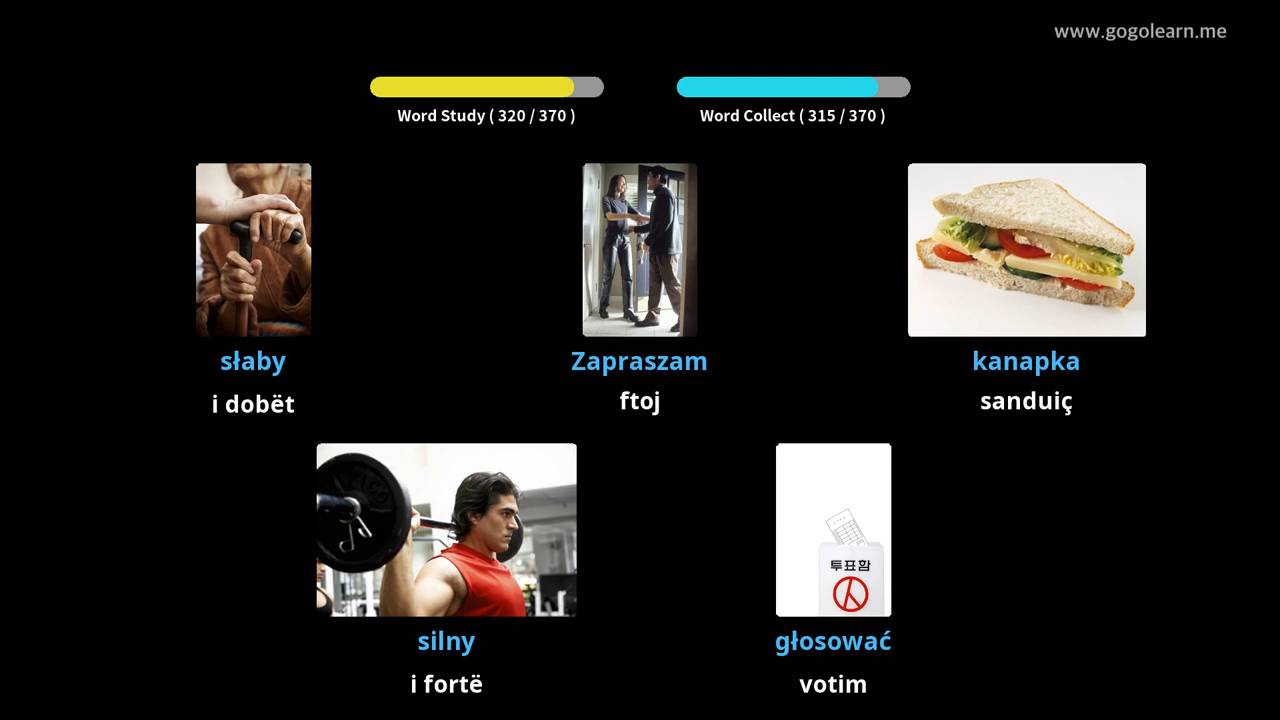 www.gogolearn.me
Word Study ( 320 / 370 )
Word Collect ( 315 / 370 )
słaby
i dobët
Zapraszam
ftoj
kanapka
sanduiç
투표함
silny
i fortë
głosować
votim